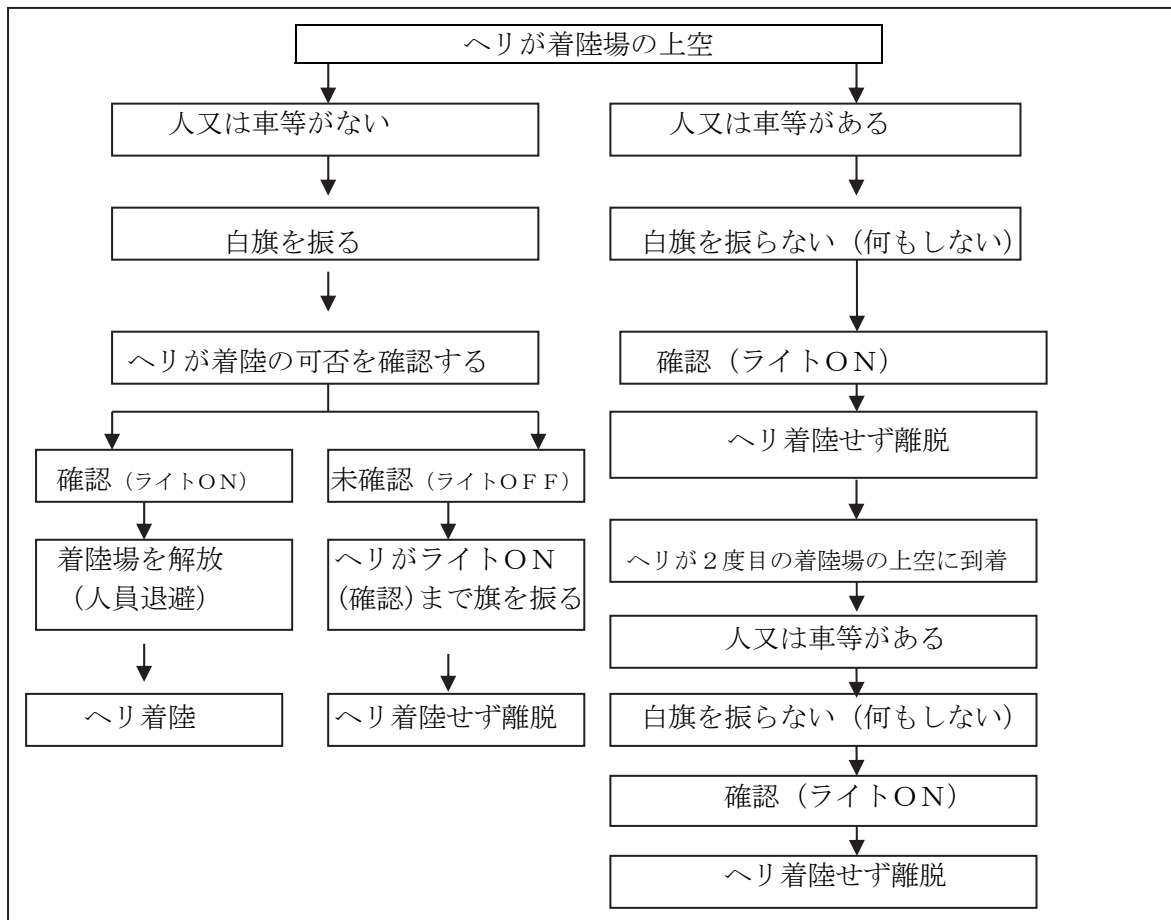 ヘリが着陸場の上空
人又は車等がない
白旗を振る
ヘリが着陸の可否を確認する
確認（ライトＯＮ）
着陸場を解放
（人員退避）
ヘリ着陸
未確認（ライトＯＦＦ）
ヘリがライトＯＮ
(確認)まで旗を振る
ヘリ着陸せず離脱
人又は車等がある
白旗を振らない（何もしない）
確認（ライトＯＮ）
ヘリ着陸せず離脱
ヘリが２度目の着陸場の上空に到着
人又は車等がある
白旗を振らない（何もしない）
確認（ライトＯＮ）
ヘリ着陸せず離脱